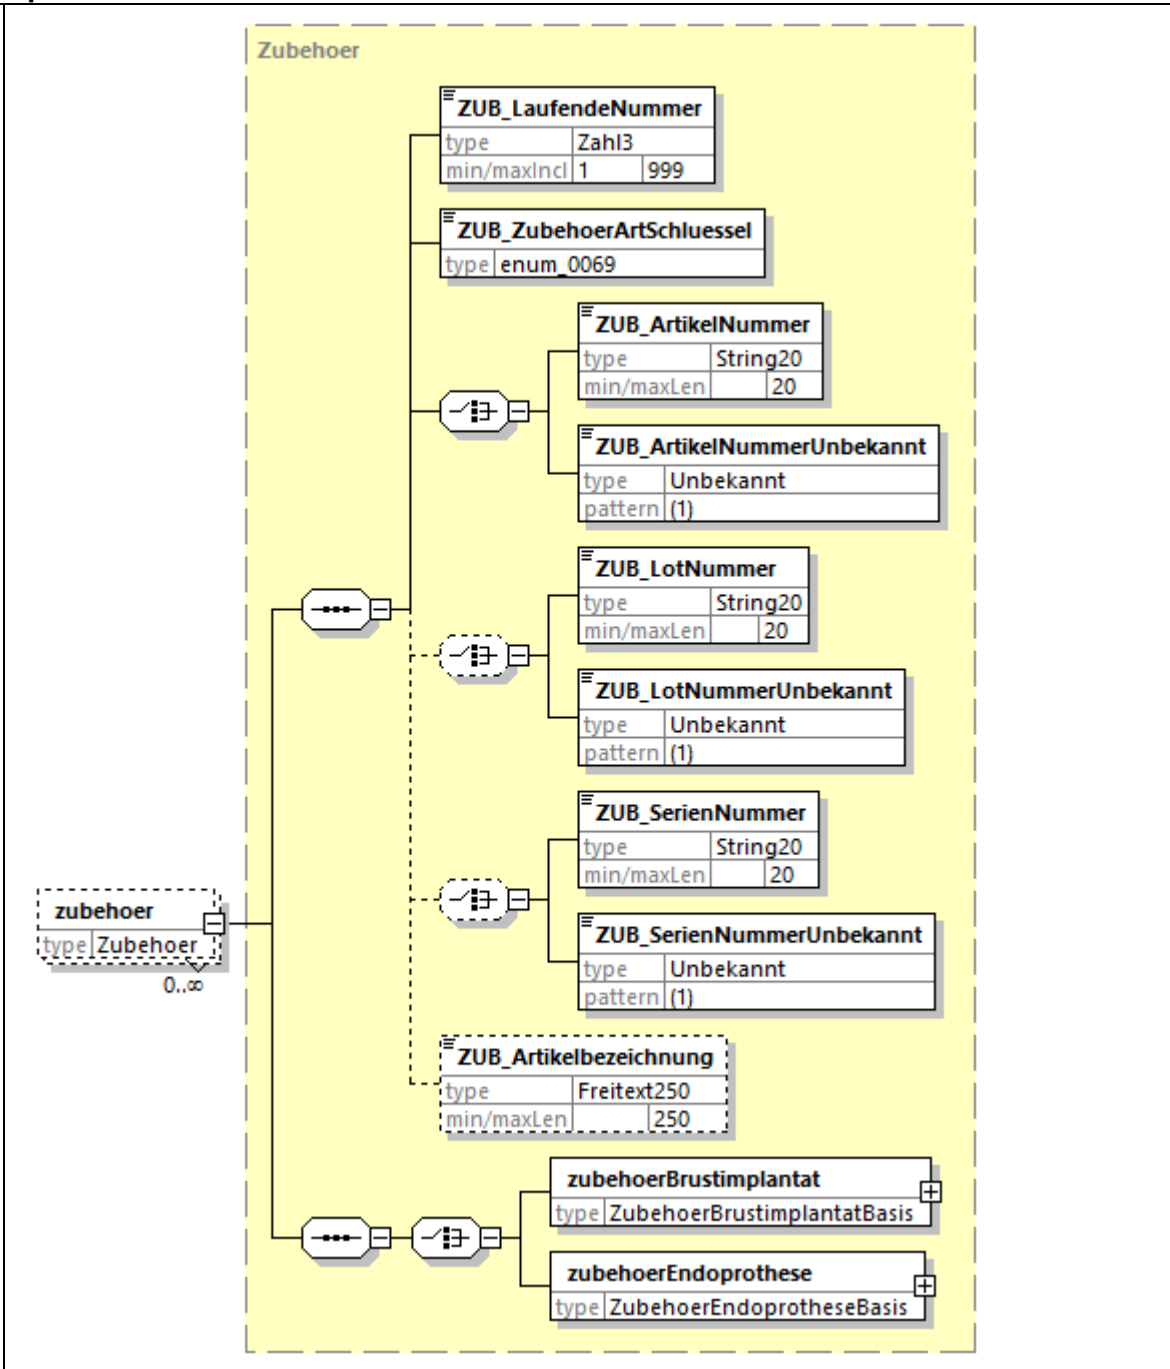 Zubehoer
ZUB_LaufendeNummer
type Zahl3
min/maxIncl 1 999
ZUB_ZubehoerArtSchluessel
type enum_0069
ZUB_ArtikelNummer
type String20
min/maxLen 20
ZUB_ArtikelNummerUnbekannt
type Unbekannt
pattern (1)
ZUB_LotNummer
type String20
min/maxLen 20
ZUB_LotNummerUnbekannt
type Unbekannt
pattern (1)
ZUB_SerienNummer
type String20
min/maxLen 20
zubehoer
type Zubehoer
0..∞
ZUB_SerienNummerUnbekannt
type Unbekannt
pattern (1)
ZUB_Artikelbezeichnung
type Freitext250
min/maxLen 250
zubehoerBrustimplantat
type ZubehoerBrustimplantatBasis
zubehoerEndoprothese
type ZubehoerEndoprotheseBasis